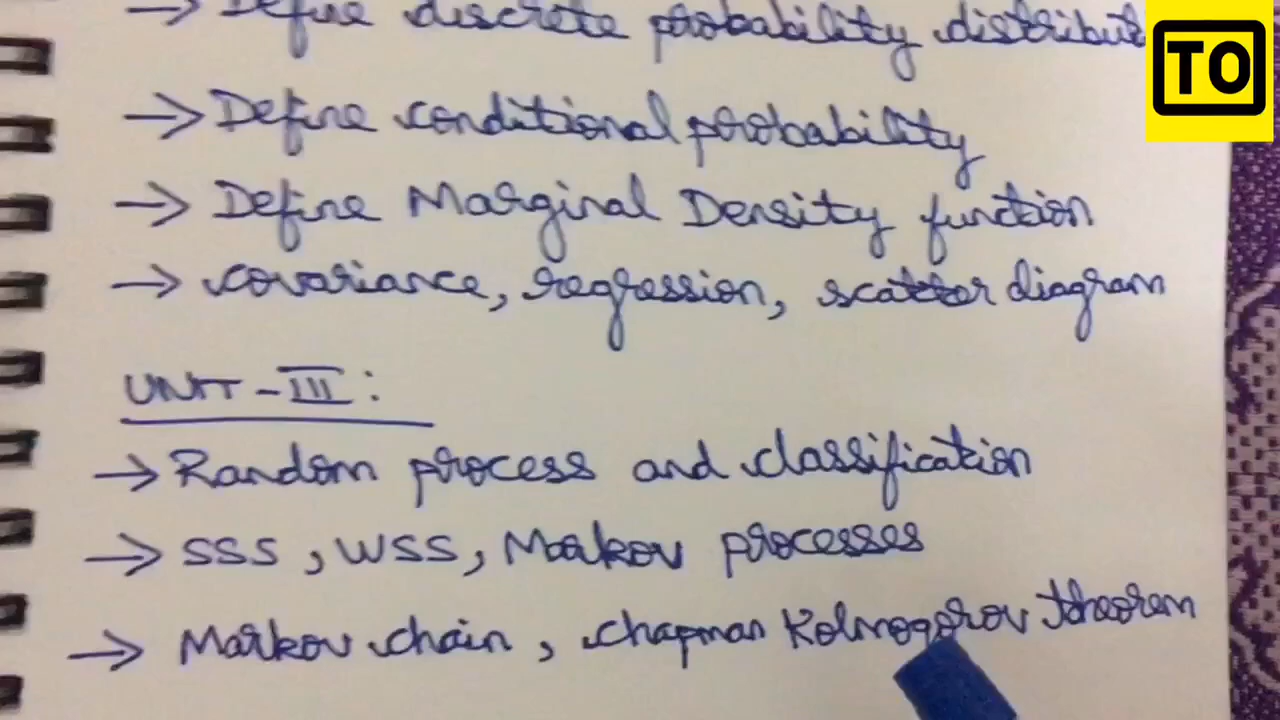 → Define discrete probability distribut
TO
→ Define conditional probability
→ Define Marginal Density function
→ covariance, regression, scatter diagram
UNIT-III:
→ Random process and classification
→ SSS, WSS, Markov processes
→ Markov chain, chapman Kolmogorov theorem